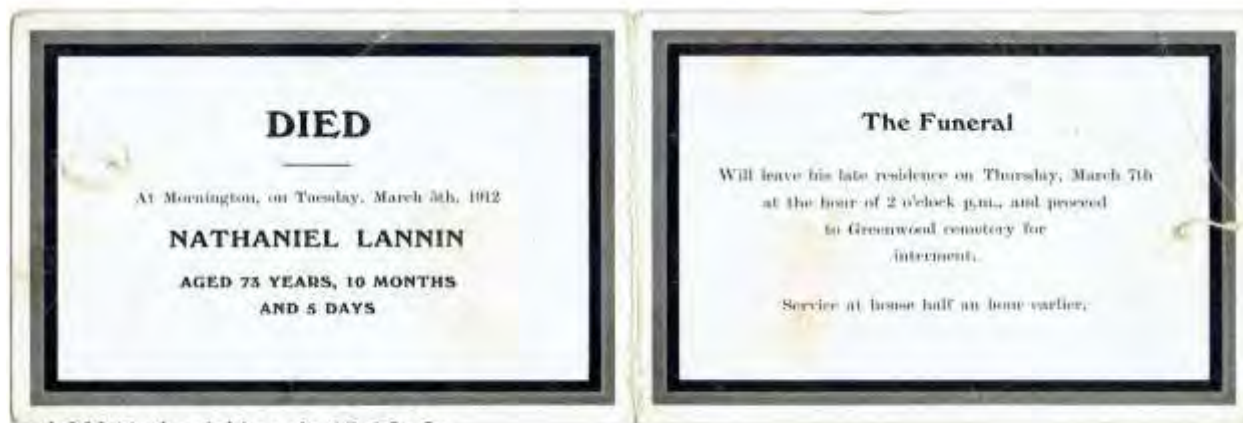 DIED
At Mornington, on Tuesday, March 5th, 1912
NATHANIEL LANNIN
AGED 73 YEARS, 10 MONTHS
AND 5 DAYS
The Funeral
Will leave his late residence on Thursday, March 7th
at the hour of 2 o'clock p.m., and proceed
to Greenwood cemetery for
interment.
Service at house half an hour earlier.